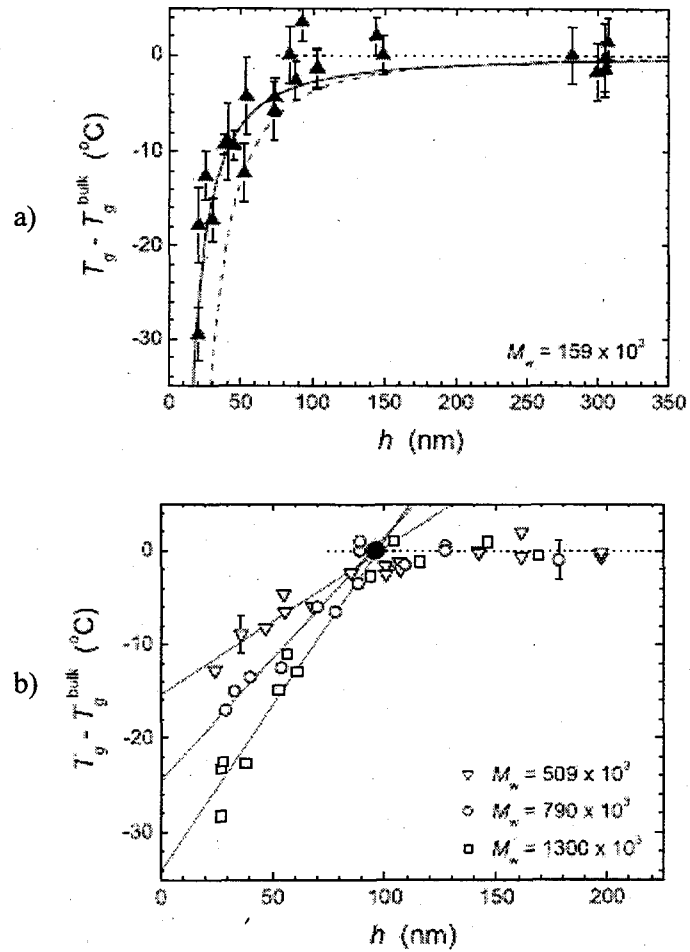 a)
T_g - T_g^bulk (°C)
0
-10
-20
-30
M_w = 159 x 10^3
0 50 100 150 200 250 300 350
h (nm)
b)
T_g - T_g^bulk (°C)
0
-10
-20
-30
▽ M_w = 509 x 10^3
○ M_w = 790 x 10^3
□ M_w = 1300 x 10^3
0 50 100 150 200
h (nm)